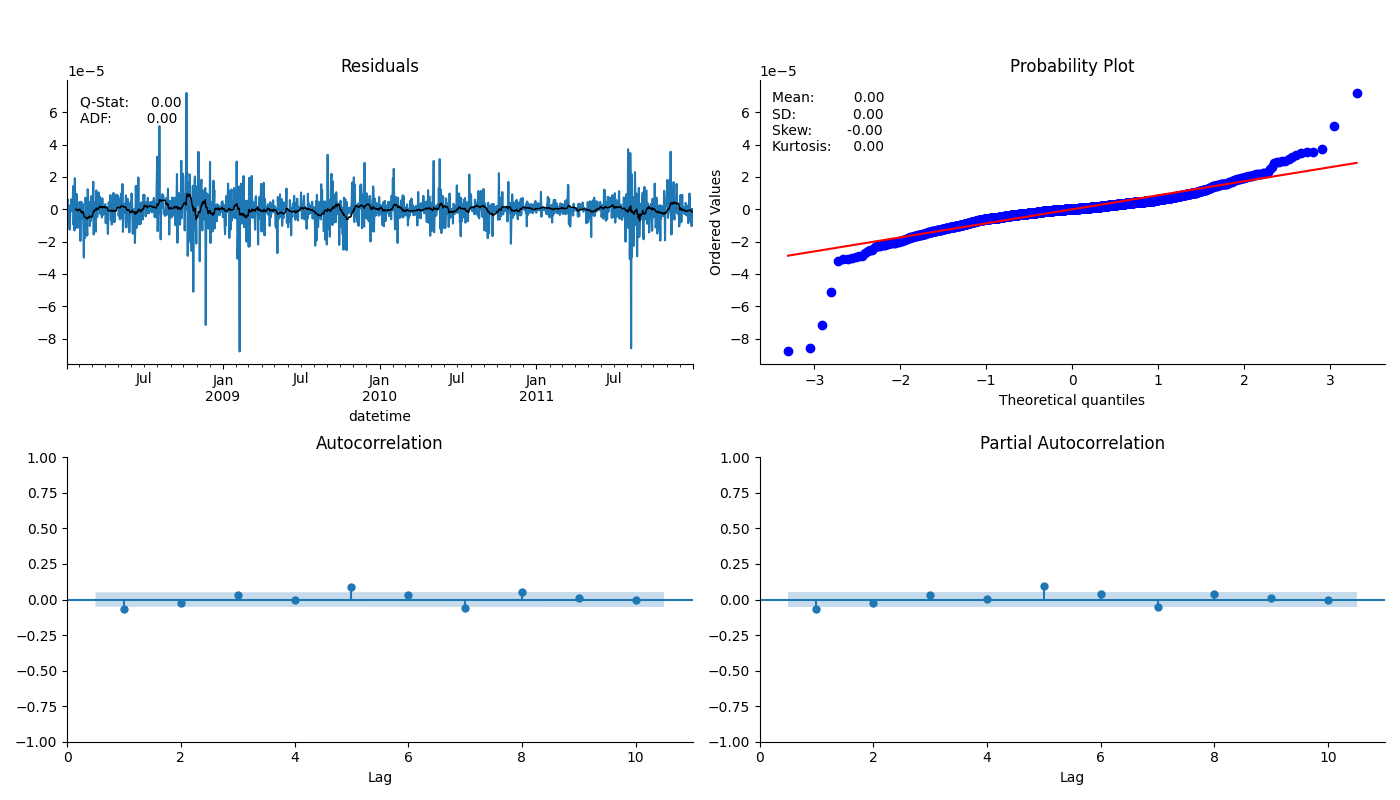 Residuals
1e−5
Q-Stat: 0.00
ADF: 0.00
6
4
2
0
−2
−4
−6
−8
Jul Jan Jul Jan Jul Jan Jul
2009 2010 2011
datetime
Probability Plot
1e−5
Mean: 0.00
SD: 0.00
Skew: -0.00
Kurtosis: 0.00
Ordered Values
6
4
2
0
−2
−4
−6
−8
−3 −2 −1 0 1 2 3
Theoretical quantiles
Autocorrelation
1.00
0.75
0.50
0.25
0.00
−0.25
−0.50
−0.75
−1.00
0 2 4 6 8 10
Lag
Partial Autocorrelation
1.00
0.75
0.50
0.25
0.00
−0.25
−0.50
−0.75
−1.00
0 2 4 6 8 10
Lag